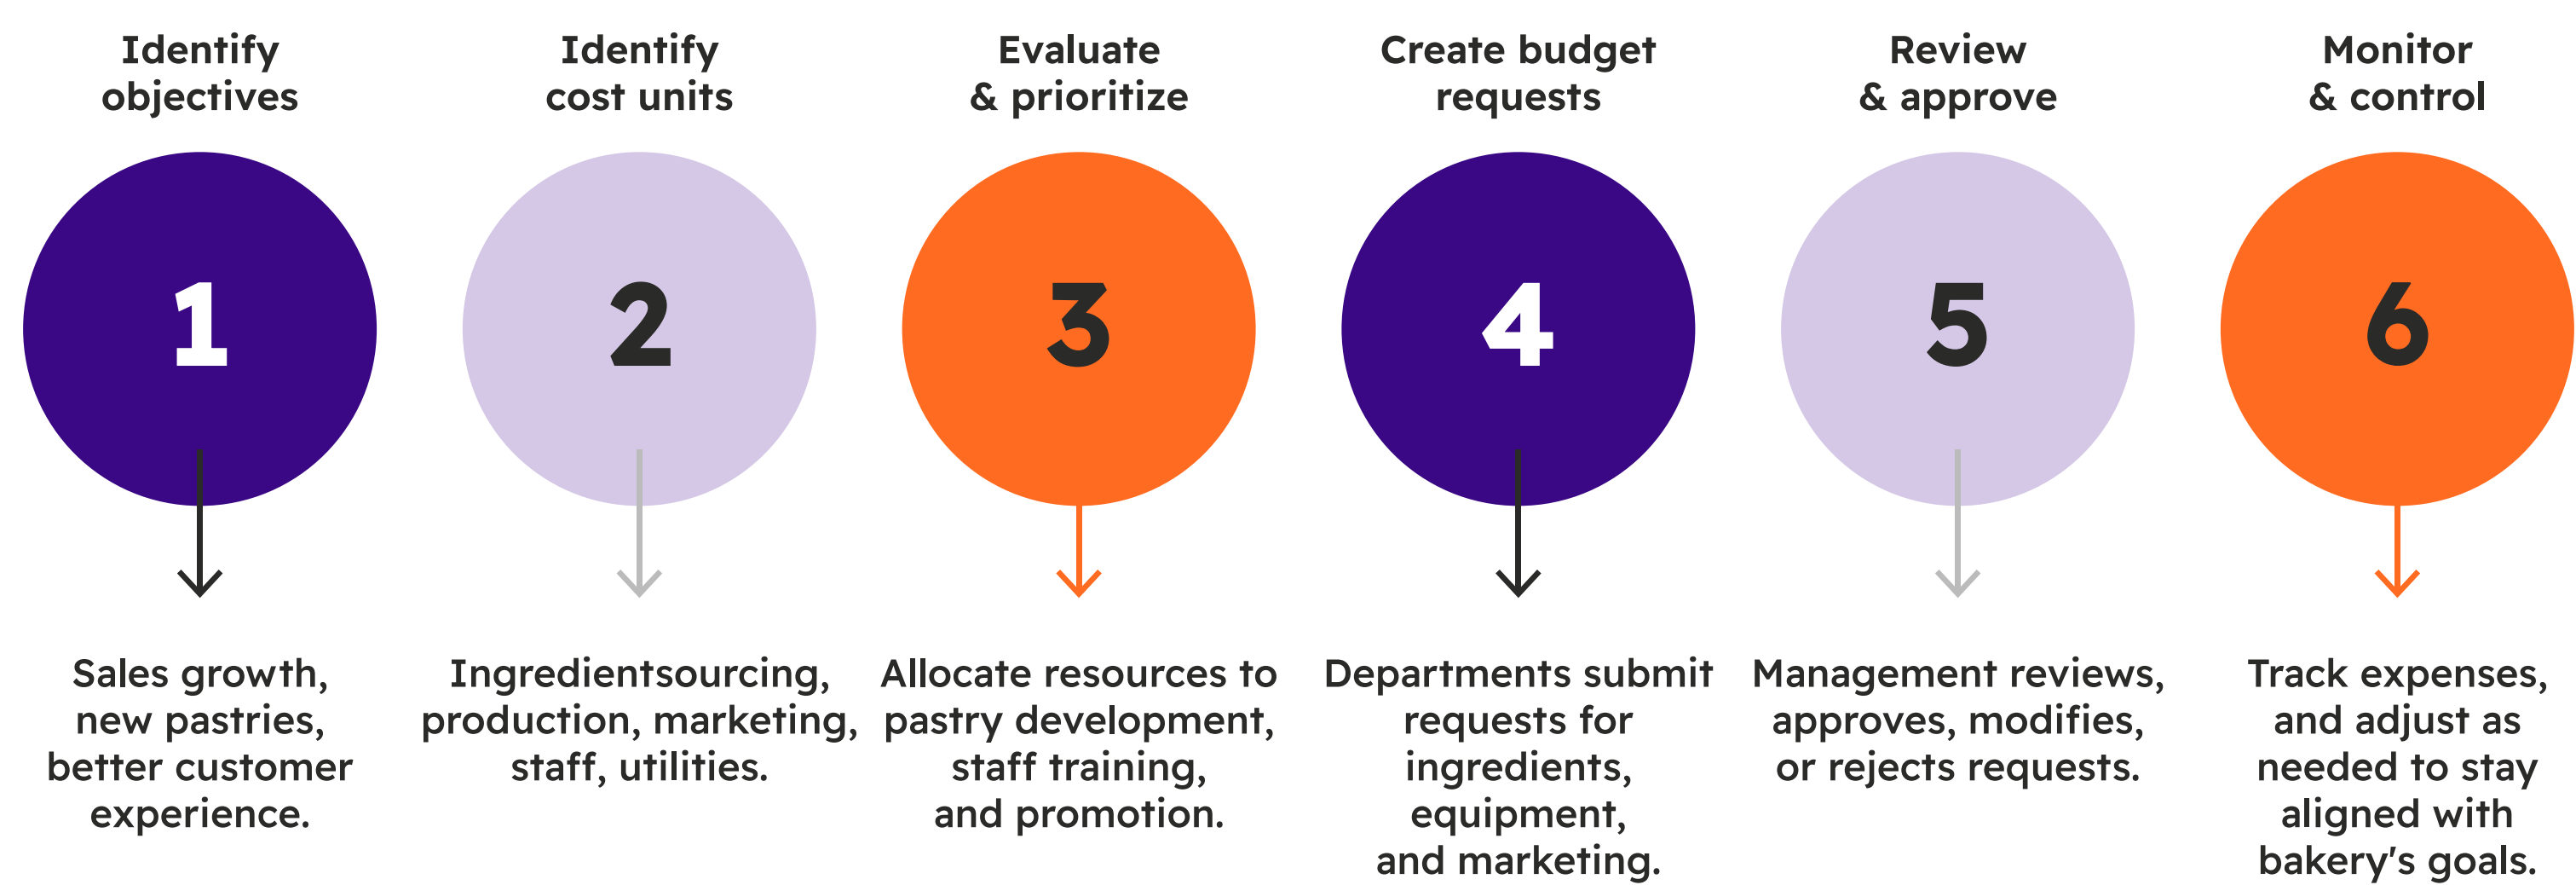 Identify
objectives
1
Sales growth,
new pastries,
better customer
experience.
Identify
cost units
2
Ingredientsourcing,
production, marketing,
staff, utilities.
Evaluate
& prioritize
3
Allocate resources to
pastry development,
staff training,
and promotion.
Create budget
requests
4
Departments submit
requests for
ingredients,
equipment,
and marketing.
Review
& approve
5
Management reviews,
approves, modifies,
or rejects requests.
Monitor
& control
6
Track expenses,
and adjust as
needed to stay
aligned with
bakery's goals.